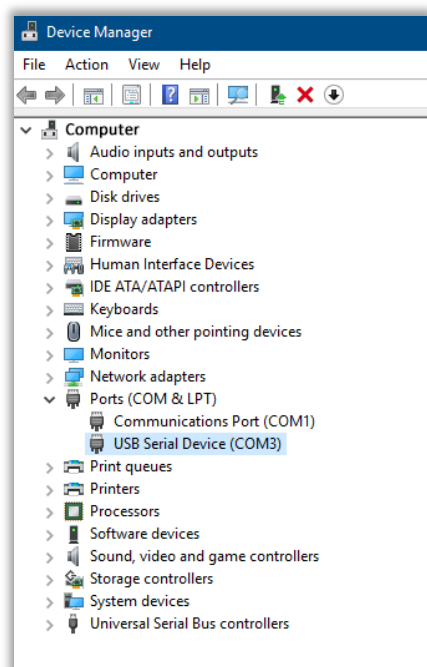 Device Manager
File Action View Help
Computer
Audio inputs and outputs
Computer
Disk drives
Display adapters
Firmware
Human Interface Devices
IDE ATA/ATAPI controllers
Keyboards
Mice and other pointing devices
Monitors
Network adapters
Ports (COM & LPT)
Communications Port (COM1)
USB Serial Device (COM3)
Print queues
Printers
Processors
Software devices
Sound, video and game controllers
Storage controllers
System devices
Universal Serial Bus controllers